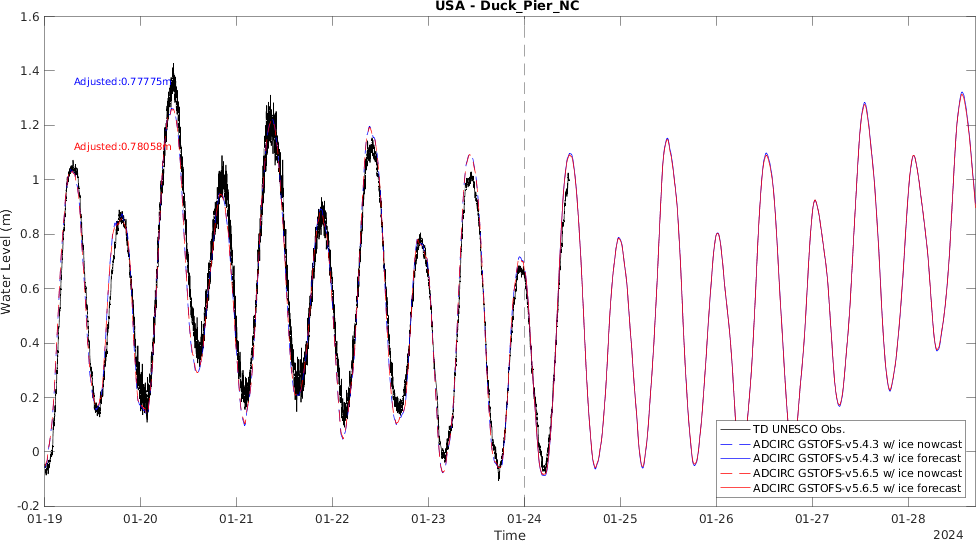 USA - Duck_Pier_NC
1.6
1.4
1.2
1
0.8
0.6
0.4
0.2
0
-0.2
Water Level (m)
Adjusted:0.77775m
Adjusted:0.78058m
TD UNESCO Obs.
ADCIRC GSTOFS-v5.4.3 w/ ice nowcast
ADCIRC GSTOFS-v5.4.3 w/ ice forecast
ADCIRC GSTOFS-v5.6.5 w/ ice nowcast
ADCIRC GSTOFS-v5.6.5 w/ ice forecast
01-19 01-20 01-21 01-22 01-23 01-24 01-25 01-26 01-27 01-28
Time
2024